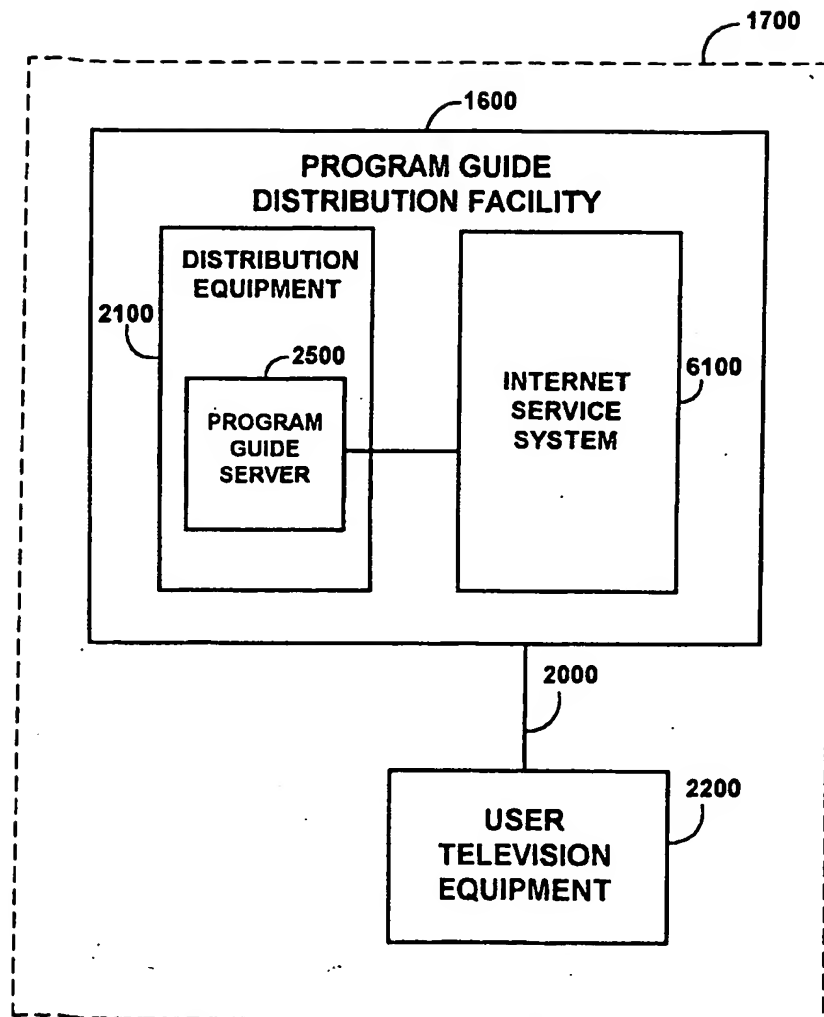 1700
1600
PROGRAM GUIDE
DISTRIBUTION FACILITY
DISTRIBUTION
EQUIPMENT
2100
2500
PROGRAM
GUIDE
SERVER
INTERNET
SERVICE
SYSTEM
6100
2000
2200
USER
TELEVISION
EQUIPMENT